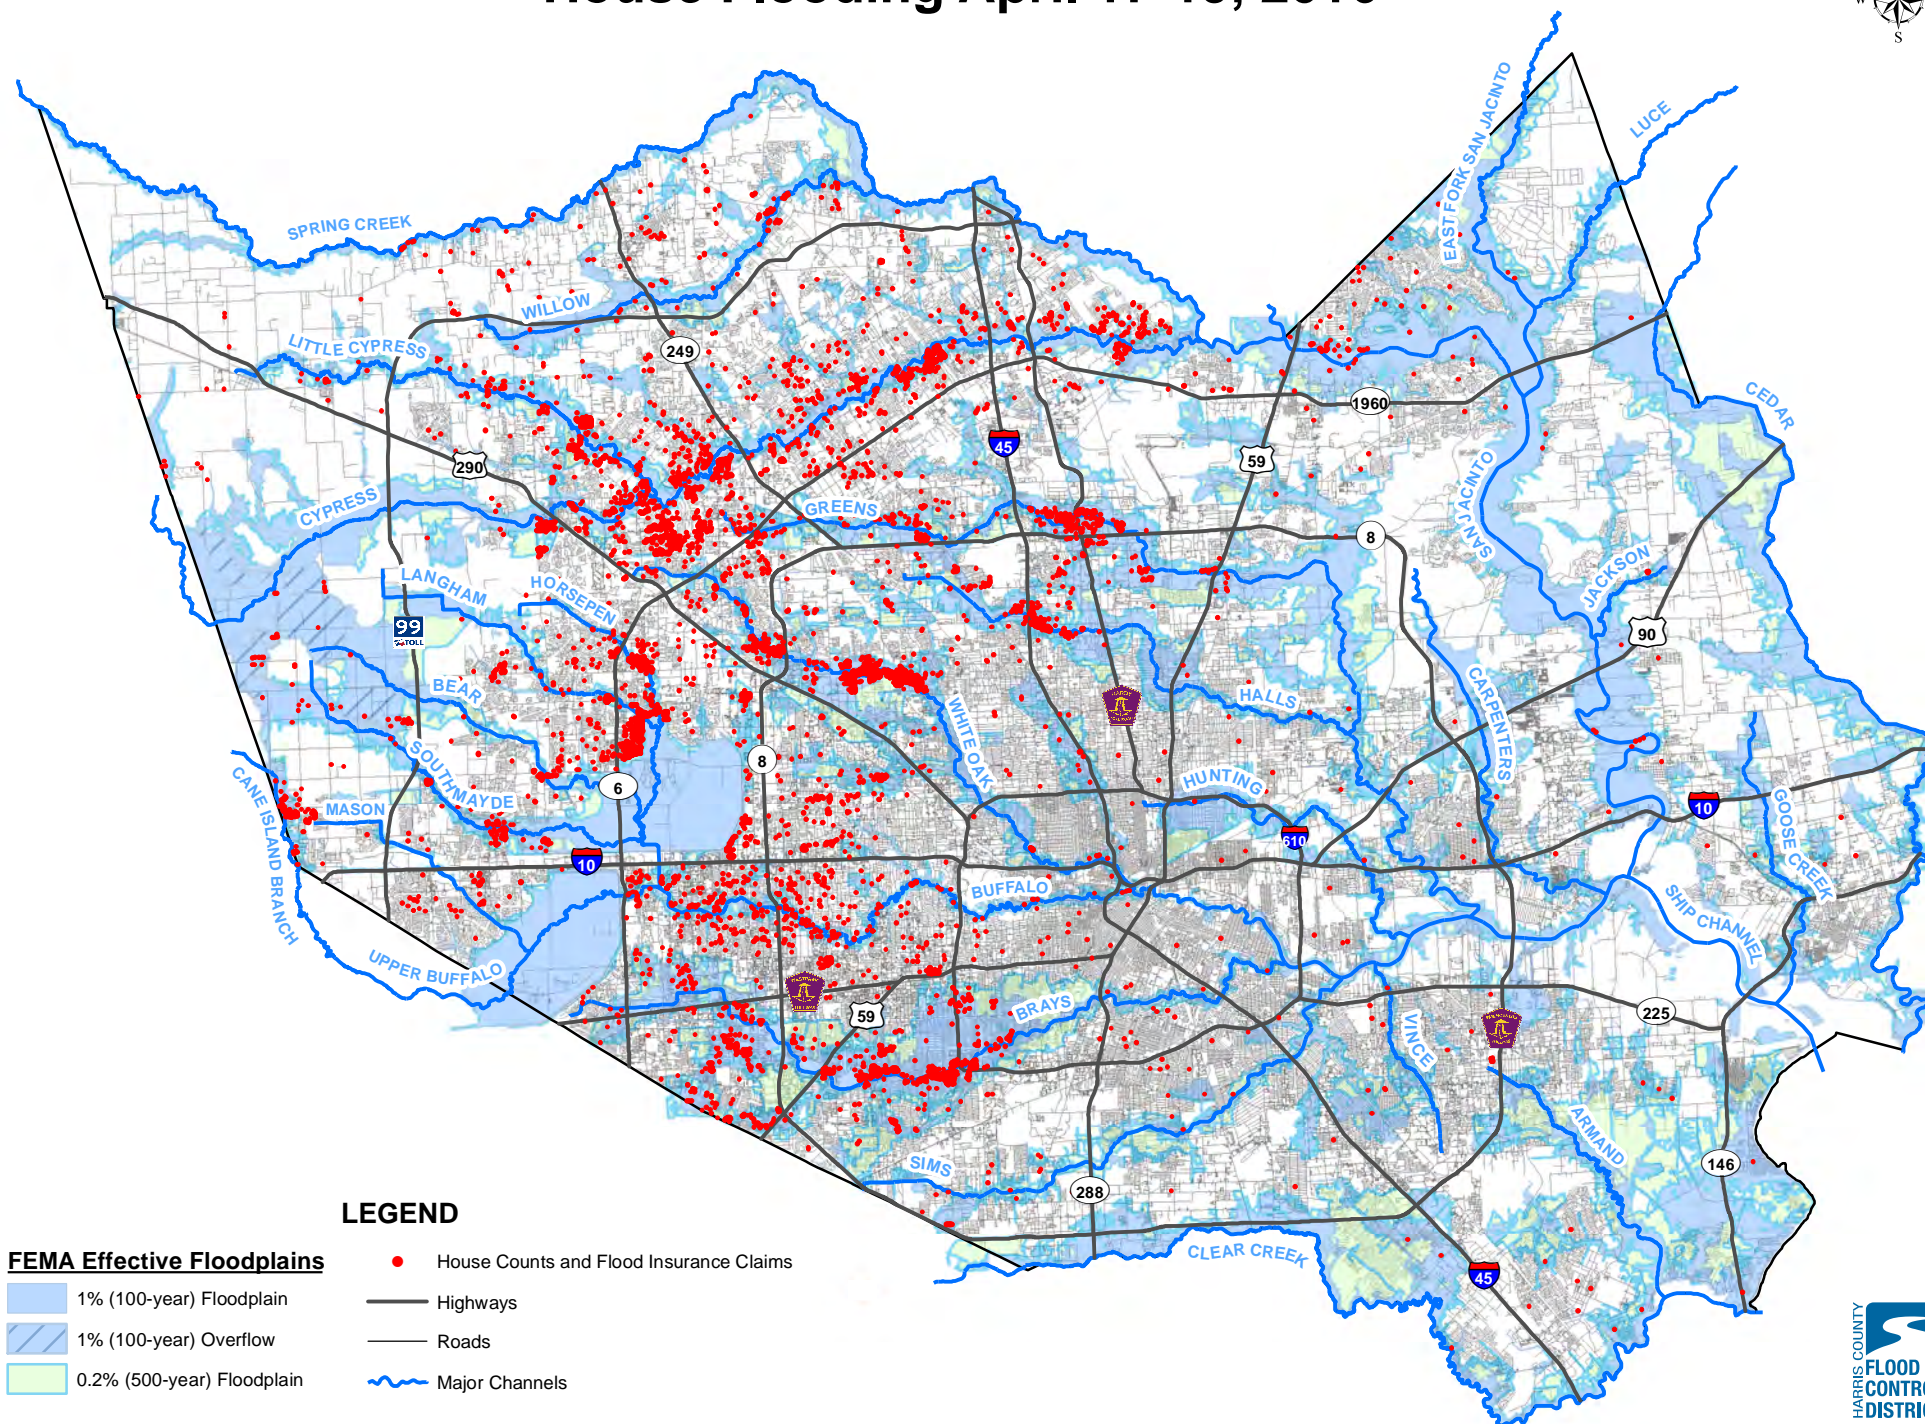 W
S
SPRING CREEK
EAST FORK SAN JACINTO
LUCE
WILLOW
LITTLE CYPRESS
249
1960
CEDAR
45
59
290
CYPRESS
GREENS
SAN JACINTO
8
JACKSON
LANGHAM
HORSEPEN
99
TOLL
90
BEAR
HALLS
WHITE OAK
CARPENTERS
SOUTH MAYDE
8
6
HUNTING
CANE ISLAND BRANCH
MASON
10
GOOSE CREEK
610
10
BUFFALO
SHIP CHANNEL
UPPER BUFFALO
BRAYS
59
VINCE
225
ARMAND
SIMS
146
288
CLEAR CREEK
45
LEGEND
FEMA Effective Floodplains
1% (100-year) Floodplain
1% (100-year) Overflow
0.2% (500-year) Floodplain
House Counts and Flood Insurance Claims
Highways
Roads
Major Channels
HARRIS COUNTY
FLOOD